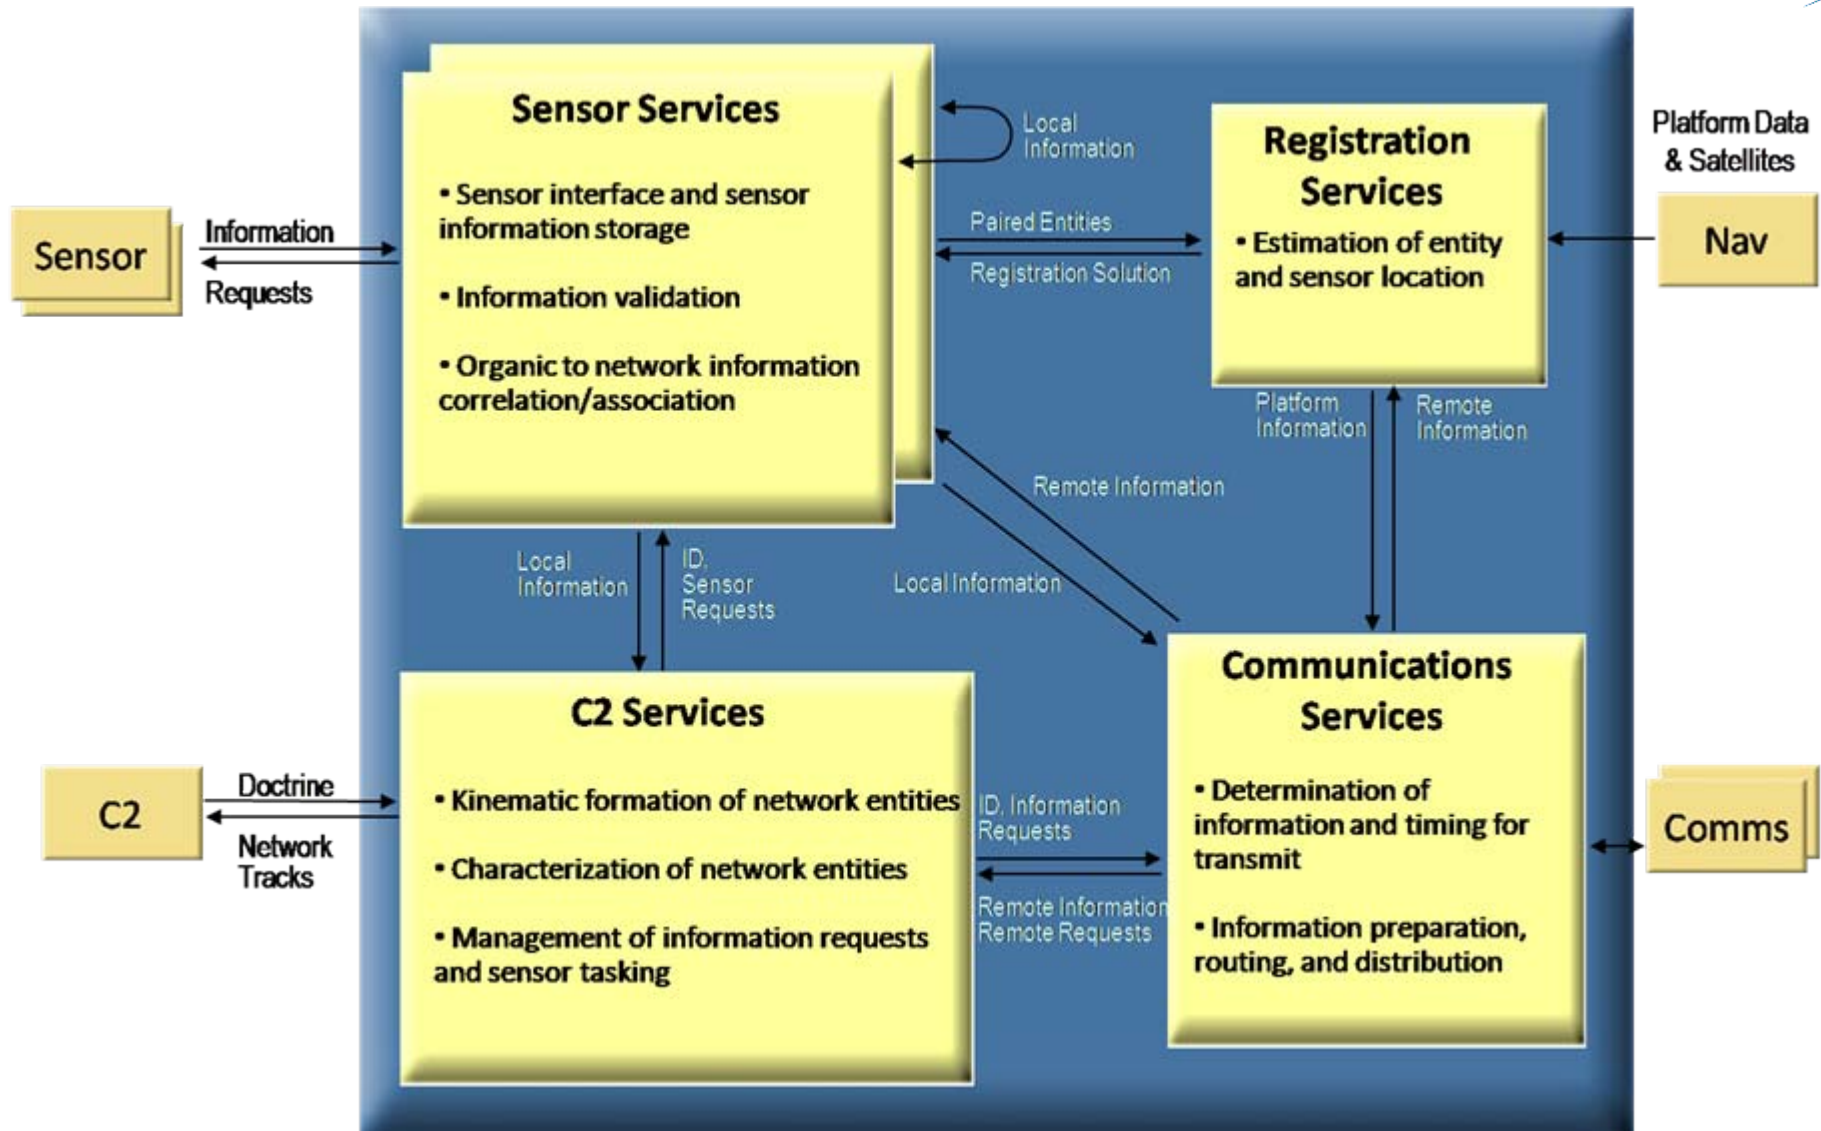 Sensor Services
• Sensor interface and sensor
information storage
• Information validation
• Organic to network information
correlation/association
Local
Information
Registration
Services
• Estimation of entity
and sensor location
Platform Data
& Satellites
Nav
Sensor
Information
Requests
Paired Entities
Registration Solution
Platform
Information
Remote
Information
Remote Information
Local Information
Local
Information
ID.
Sensor
Requests
C2 Services
• Kinematic formation of network entities
• Characterization of network entities
• Management of information requests
and sensor tasking
C2
Doctrine
Network
Tracks
ID. Information
Requests
Remote Information
Remote Requests
Communications
Services
• Determination of
information and timing for
transmit
• Information preparation,
routing, and distribution
Comms